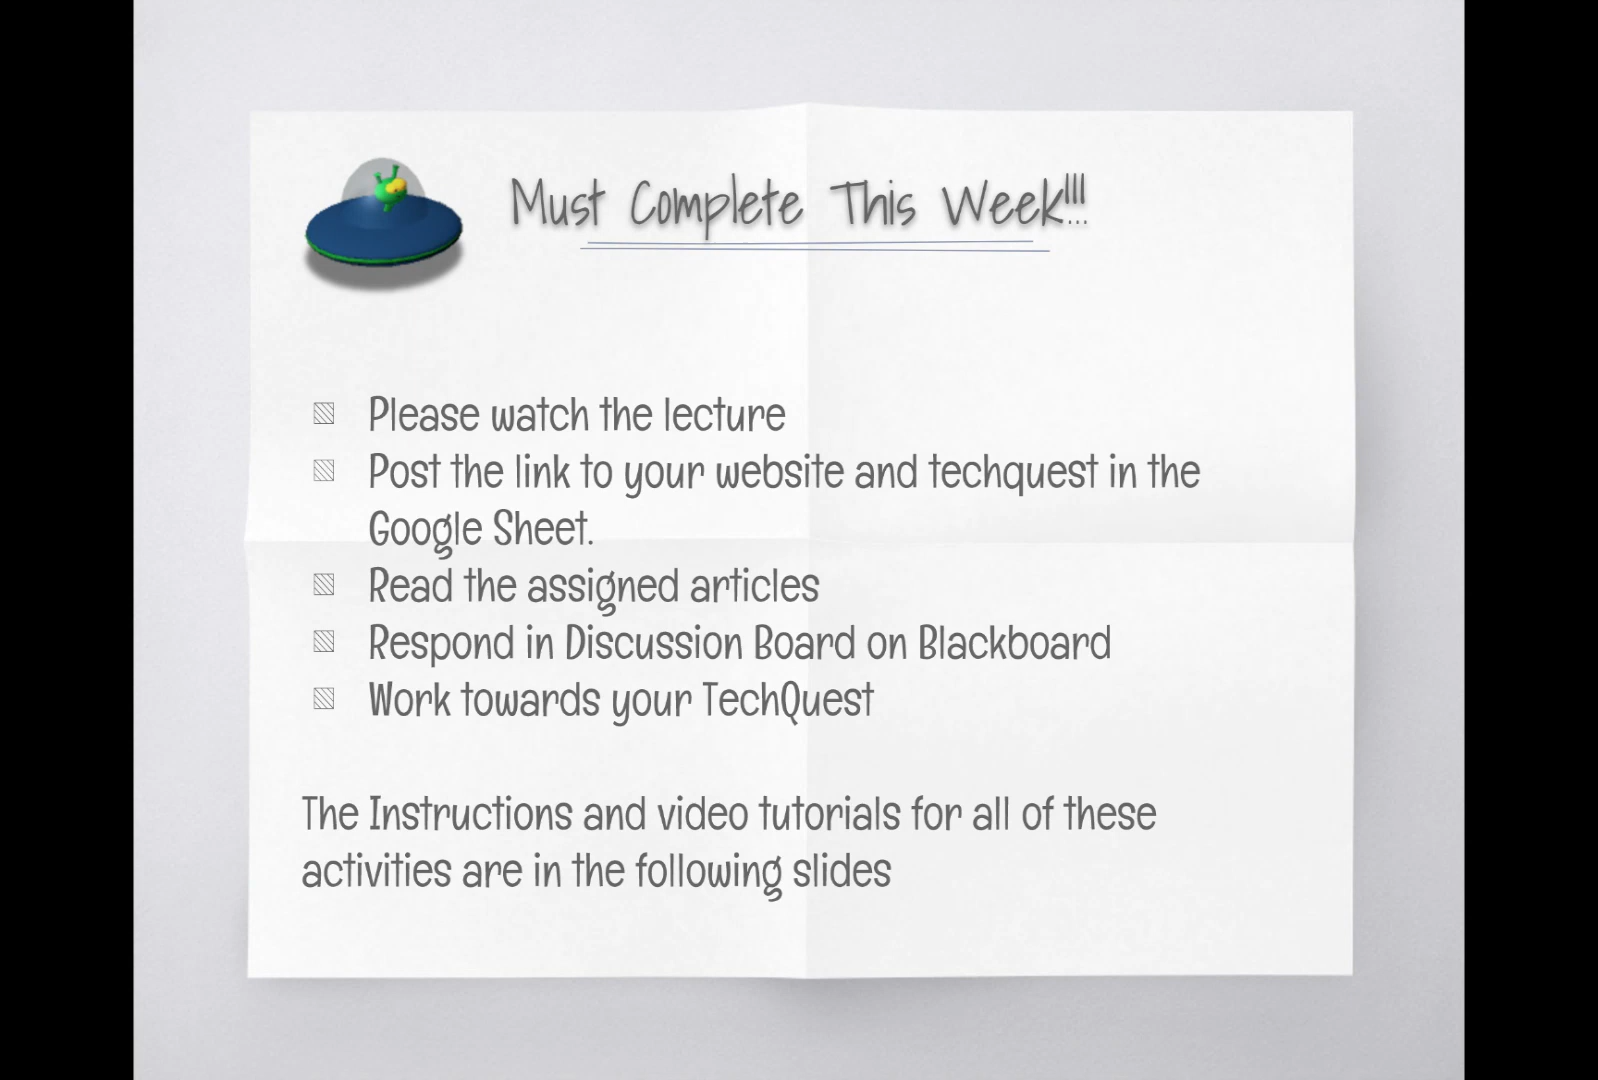 Must Complete This Week!!!
Please watch the lecture
Post the link to your website and techquest in the
Google Sheet.
Read the assigned articles
Respond in Discussion Board on Blackboard
Work towards your TechQuest
The Instructions and video tutorials for all of these
activities are in the following slides